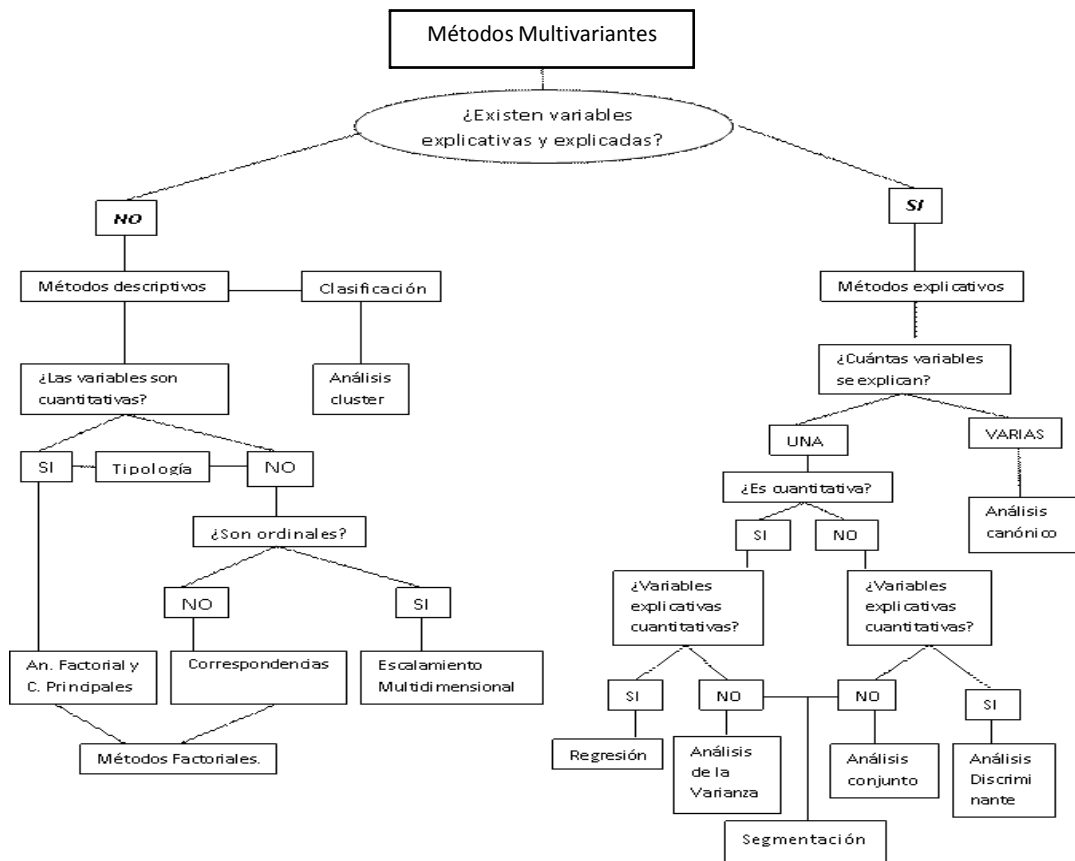 Métodos Multivariantes
¿Existen variables
explicativas y explicadas?
NO
SI
Métodos descriptivos
Clasificación
Métodos explicativos
¿Las variables son
cuantitativas?
Análisis
cluster
¿Cuántas variables
se explican?
SI
Tipología
NO
UNA
VARIAS
¿Es cuantitativa?
¿Son ordinales?
Análisis
canónico
SI
NO
NO
SI
¿Variables
explicativas
cuantitativas?
¿Variables
explicativas
cuantitativas?
An. Factorial y
C. Principales
Correspondencias
Escalamiento
Multidimensional
SI
NO
NO
SI
Métodos Factoriales.
Regresión
Análisis
de la
Varianza
Análisis
conjunto
Análisis
Discrimi
nante
Segmentación